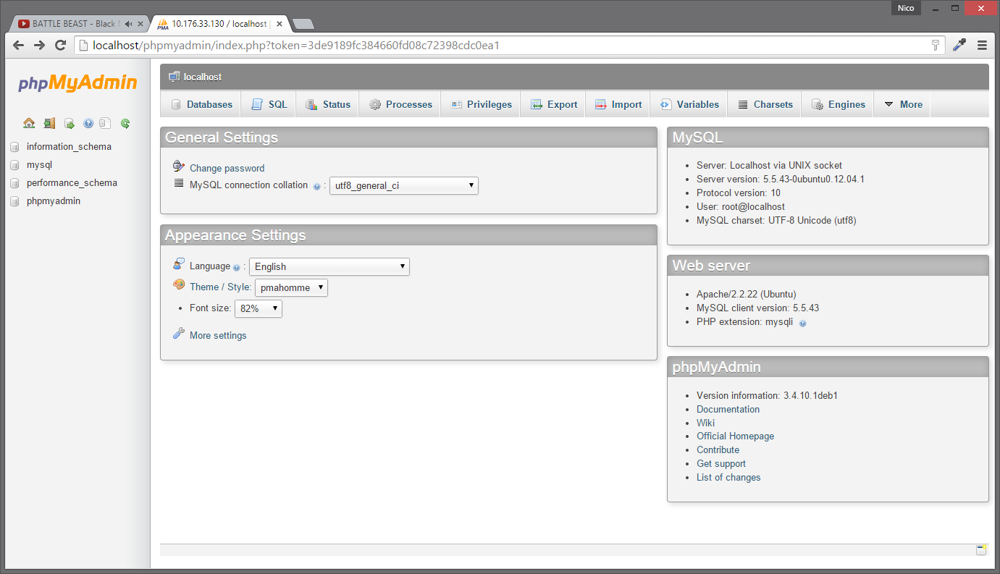 Nico
BATTLE BEAST - Black
10.176.33.130 / localhost |
localhost/phpmyadmin/index.php?token=3de9189fc384660fd08c72398cdc0ea1
phpMyAdmin
localhost
Databases SQL Status Processes Privileges Export Import Variables Charsets Engines More
information_schema
mysql
performance_schema
phpmyadmin
General Settings
Change password
MySQL connection collation : utf8_general_ci
Appearance Settings
Language : English
Theme / Style: pmahomme
Font size: 82%
More settings
MySQL
Server: Localhost via UNIX socket
Server version: 5.5.43-0ubuntu0.12.04.1
Protocol version: 10
User: root@localhost
MySQL charset: UTF-8 Unicode (utf8)
Web server
Apache/2.2.22 (Ubuntu)
MySQL client version: 5.5.43
PHP extension: mysqli
phpMyAdmin
Version information: 3.4.10.1deb1
Documentation
Wiki
Official Homepage
Contribute
Get support
List of changes